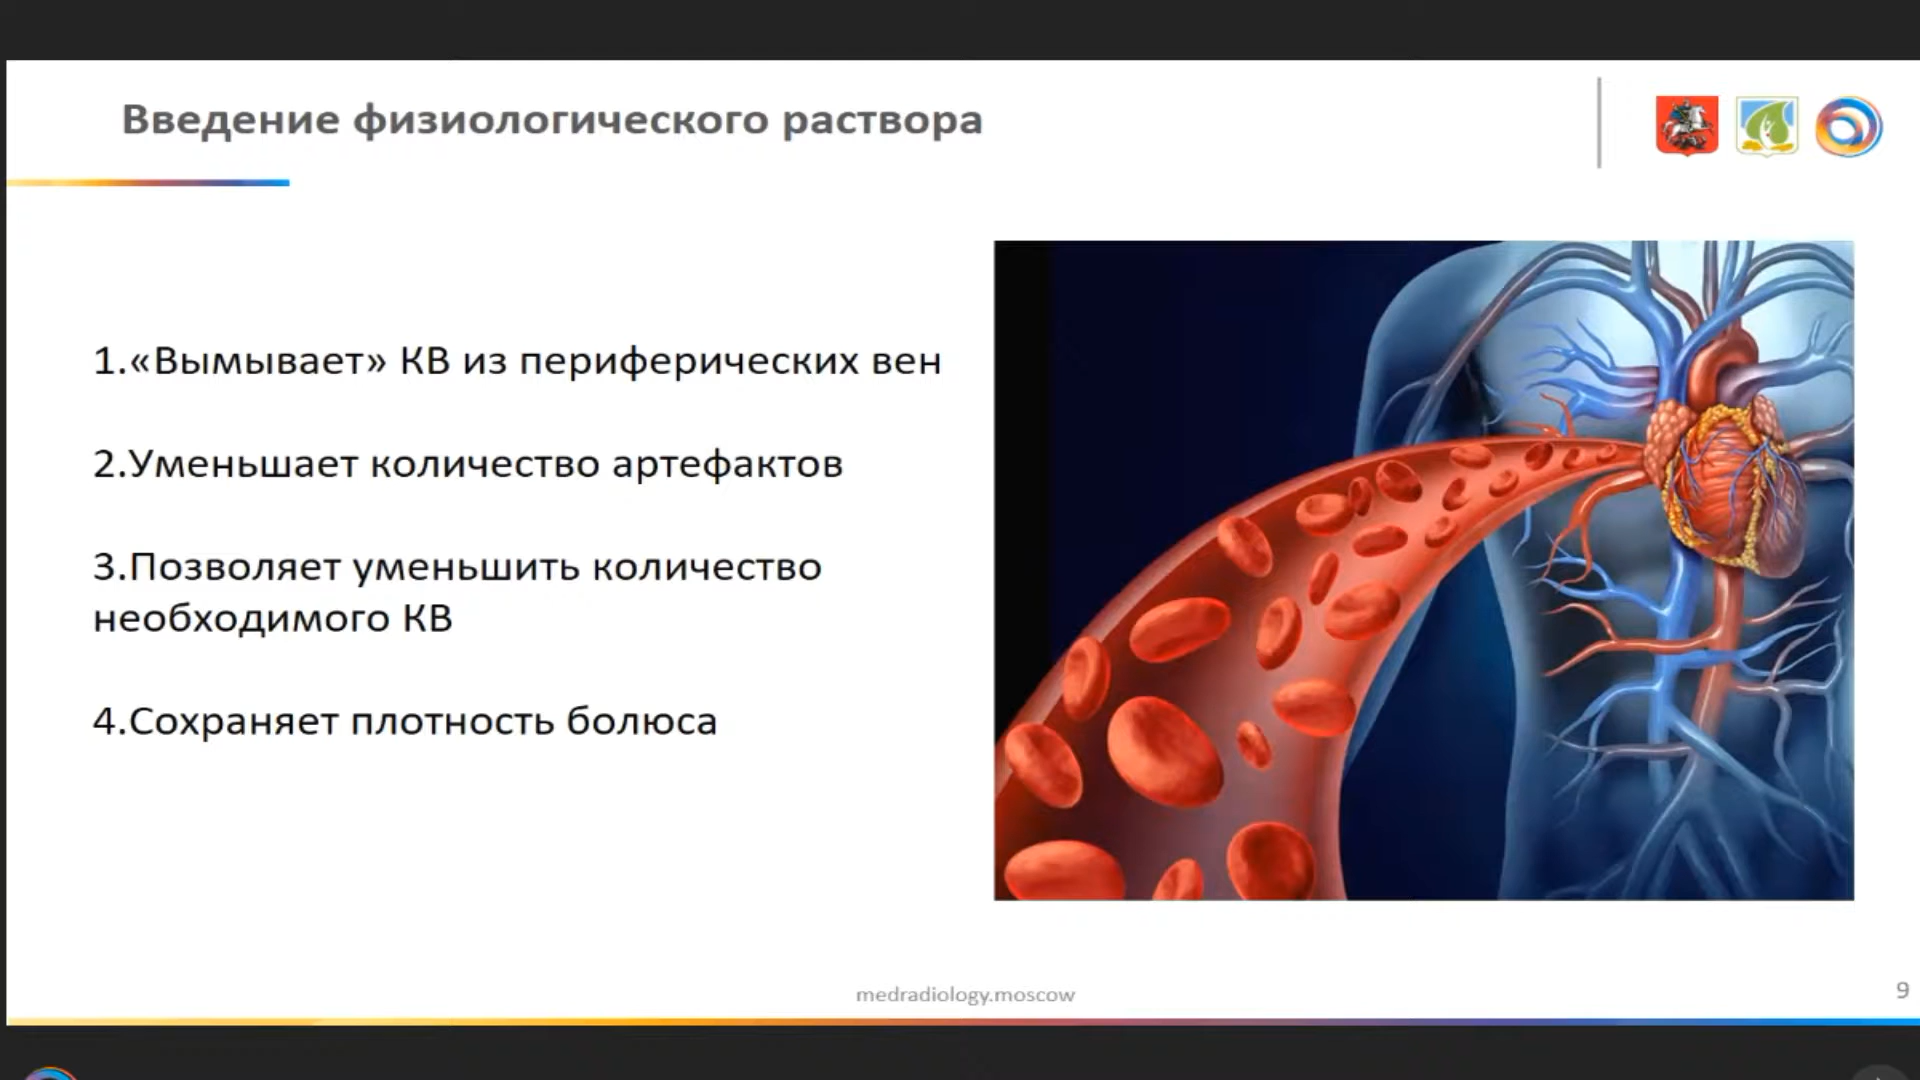 Введение физиологического раствора
1.«Вымывает» КВ из периферических вен
2.Уменьшает количество артефактов
3.Позволяет уменьшить количество
необходимого КВ
4.Сохраняет плотность болюса
medradiology.moscow
9